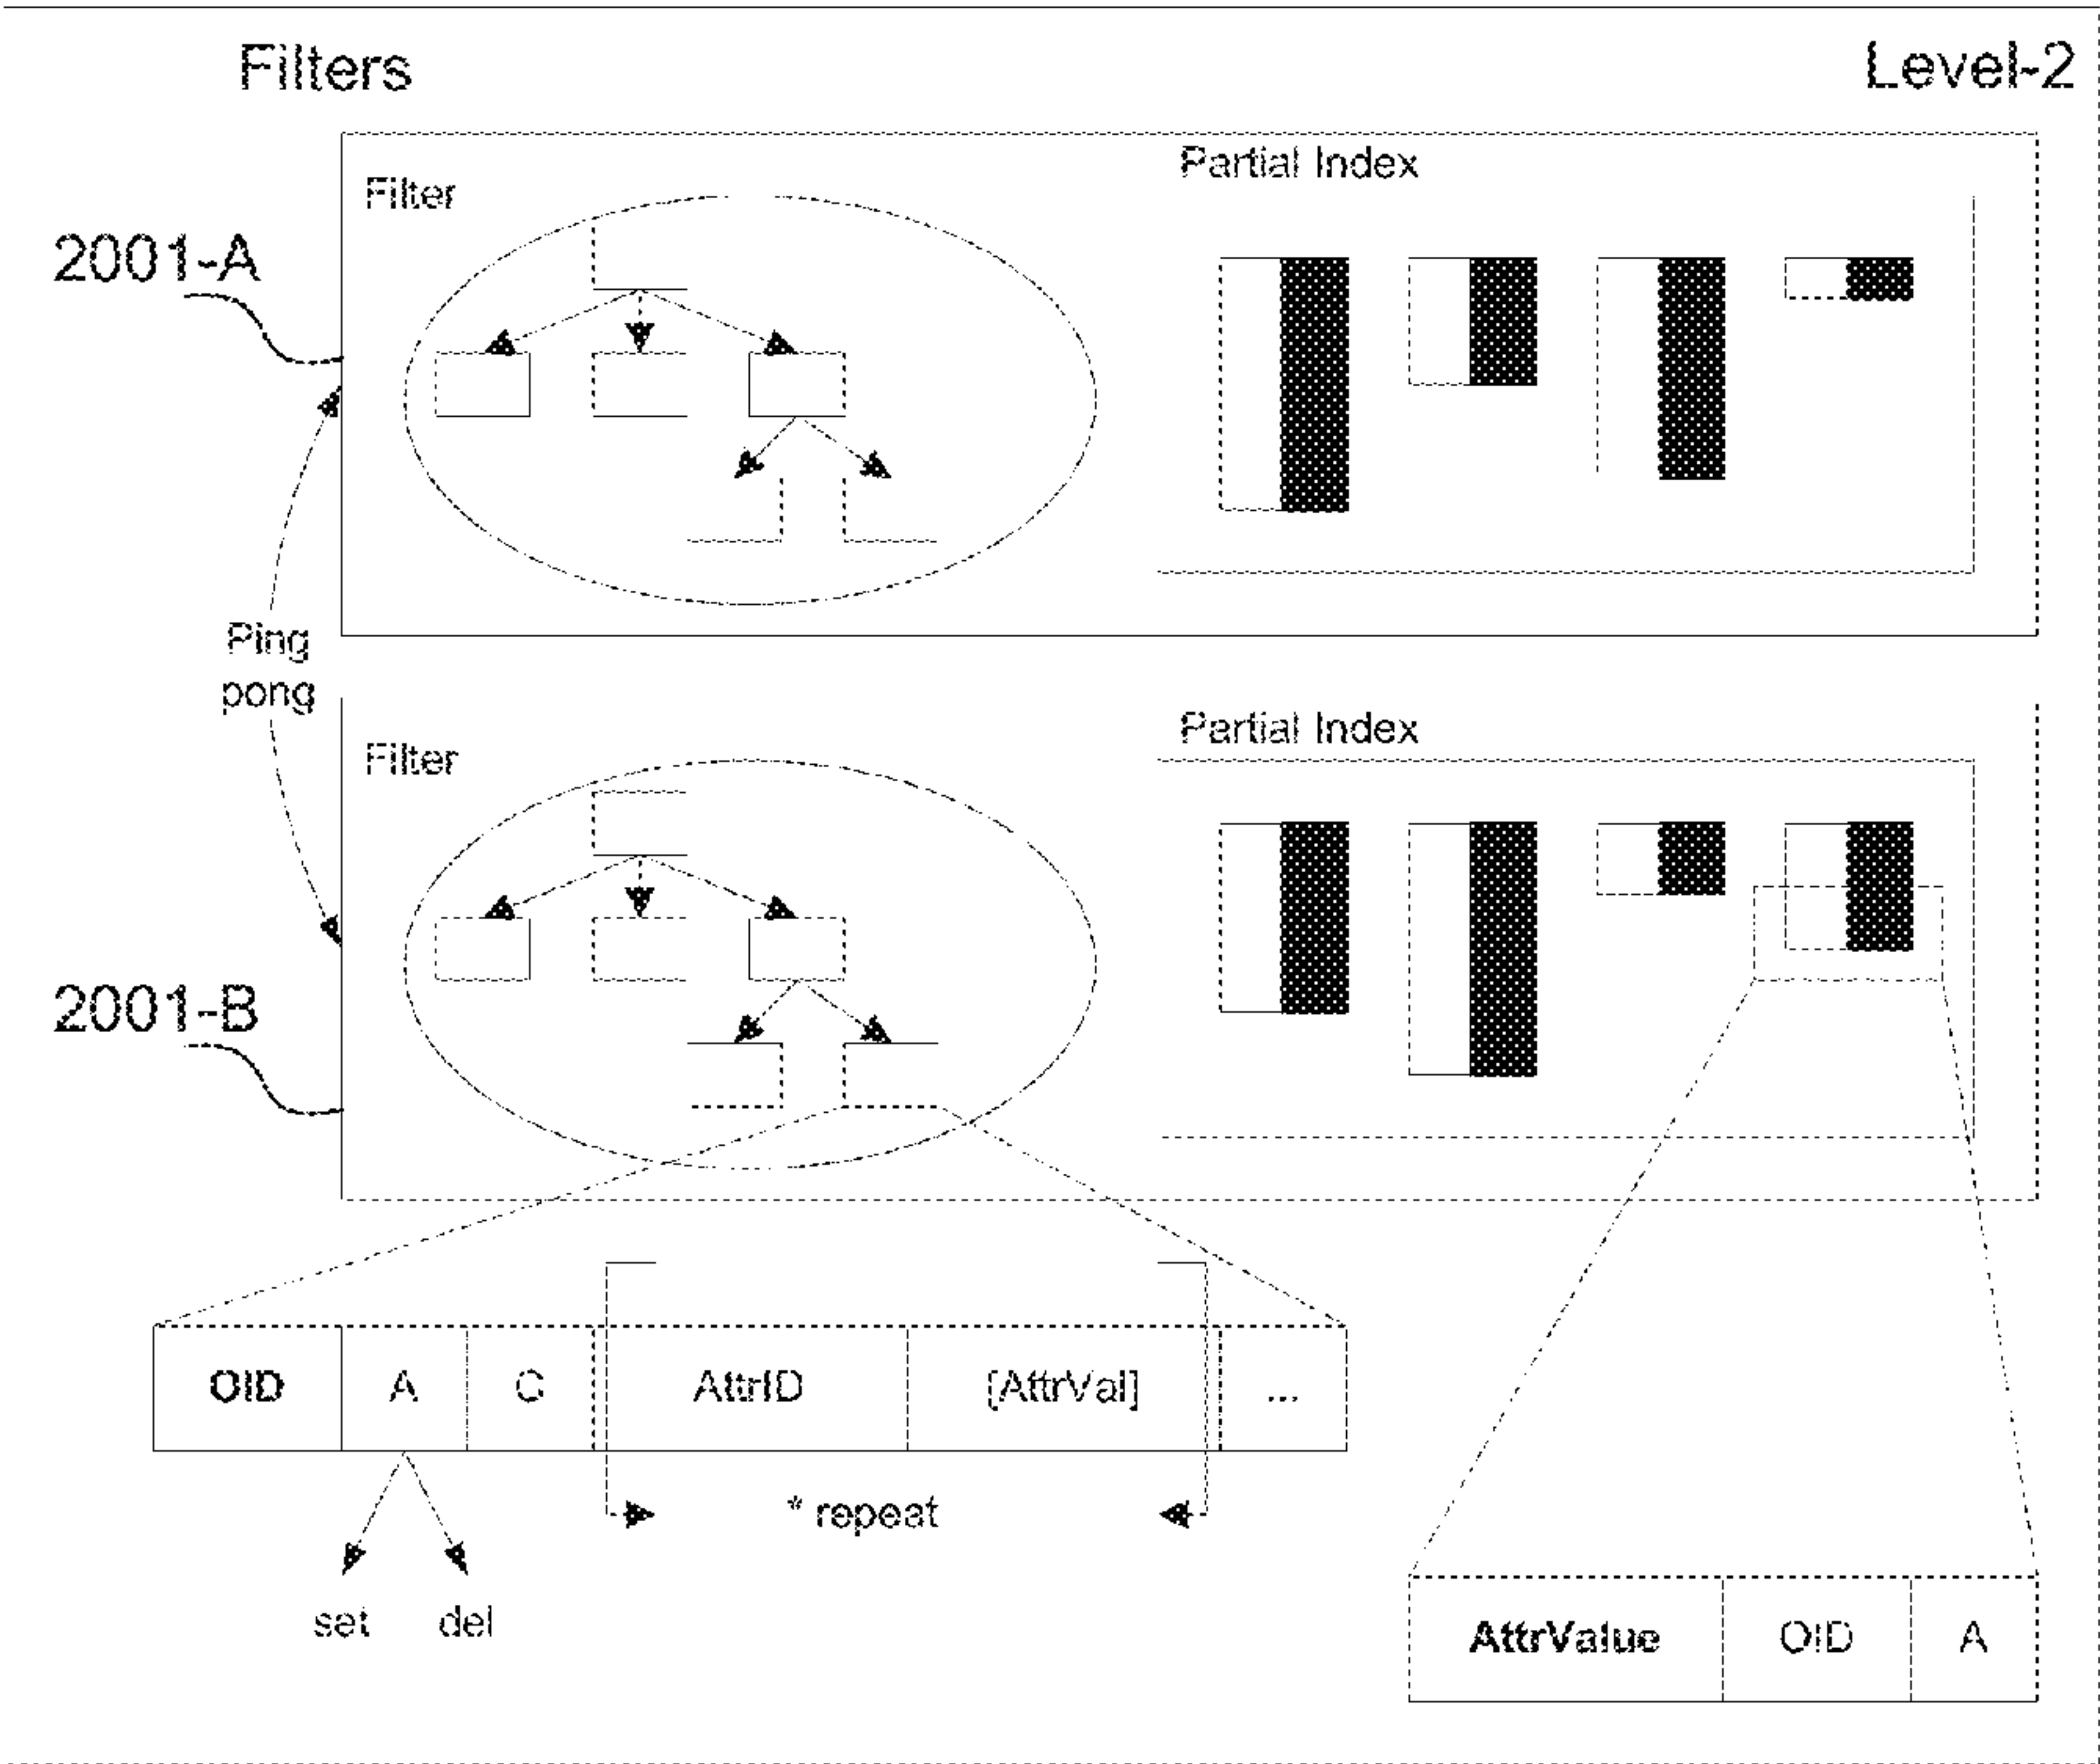 Filters
Level-2
Partial Index
Filter
2001-A
Ping
pong
Partial Index
Filter
2001-B
OID A C AttrID [AttrVal] ...
* repeat
set del
AttrValue OID A